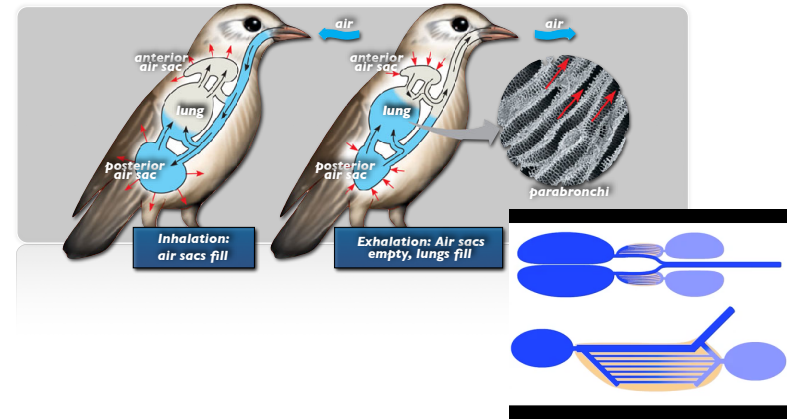 air
air
anterior
air sac
anterior
air sac
lung
lung
posterior
air sac
posterior
air sac
parabronchi
Inhalation:
air sacs fill
Exhalation: Air sacs
empty, lungs fill